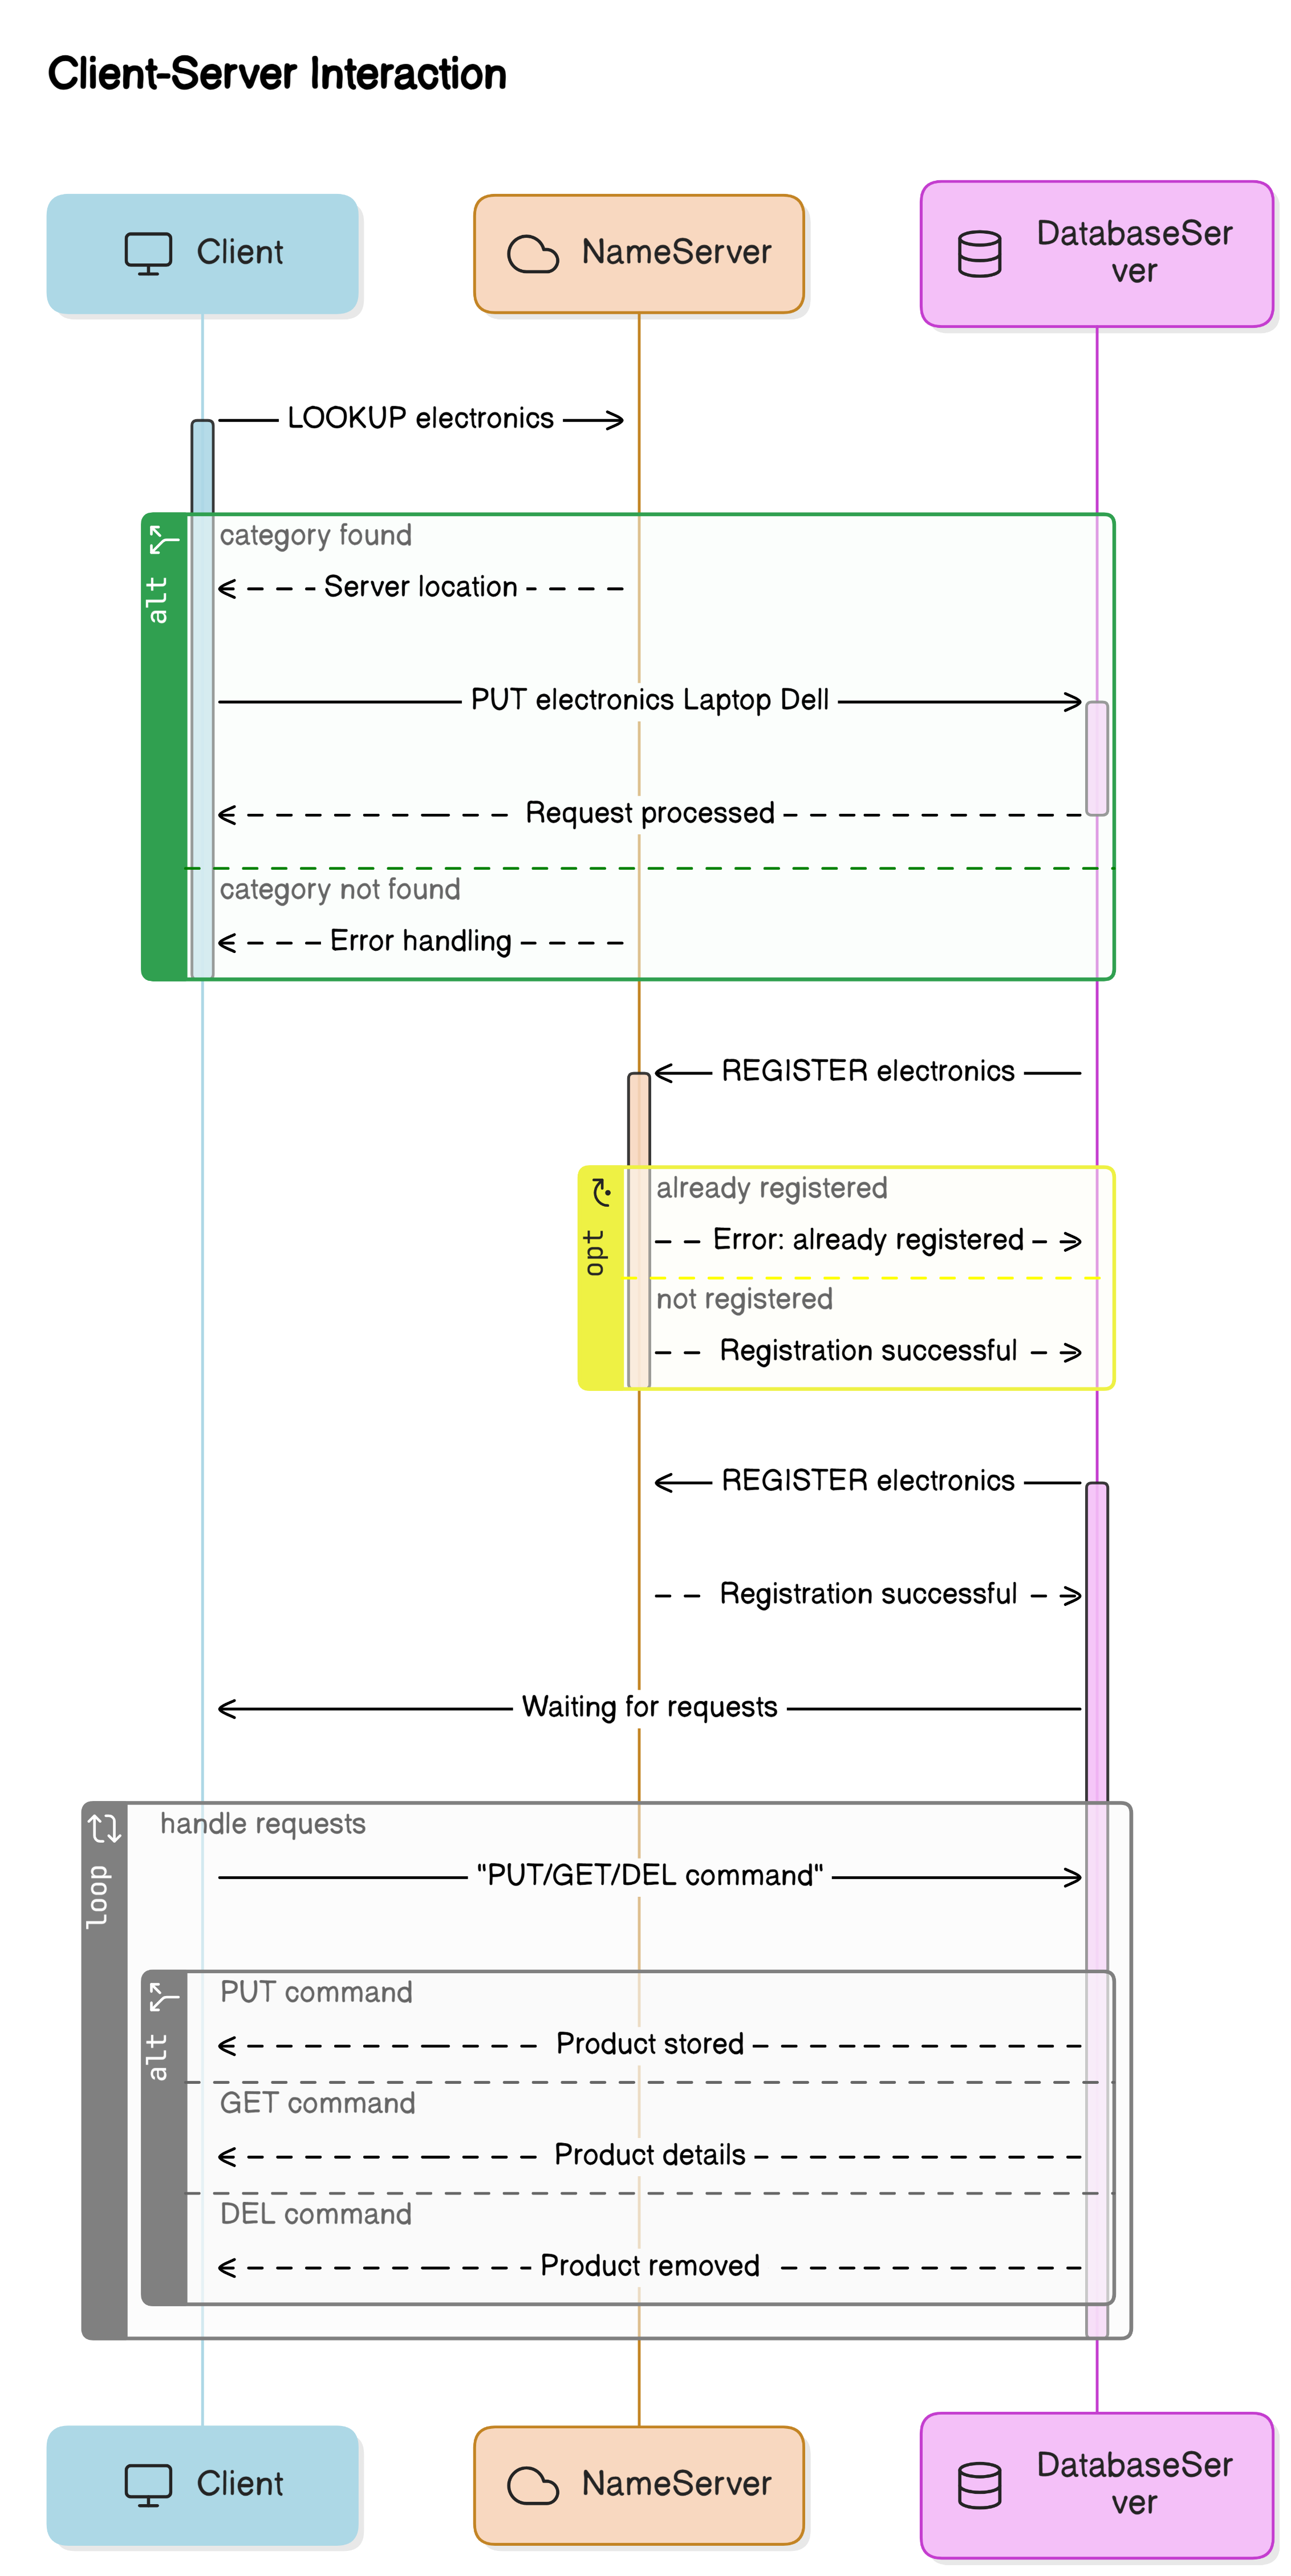 Client-Server Interaction
Client
NameServer
DatabaseSer
ver
LOOKUP electronics
alt
category found
Server location
PUT electronics Laptop Dell
Request processed
category not found
Error handling
REGISTER electronics
opt
already registered
Error: already registered
not registered
Registration successful
REGISTER electronics
Registration successful
Waiting for requests
loop
handle requests
"PUT/GET/DEL command"
alt
PUT command
Product stored
GET command
Product details
DEL command
Product removed
Client
NameServer
DatabaseSer
ver